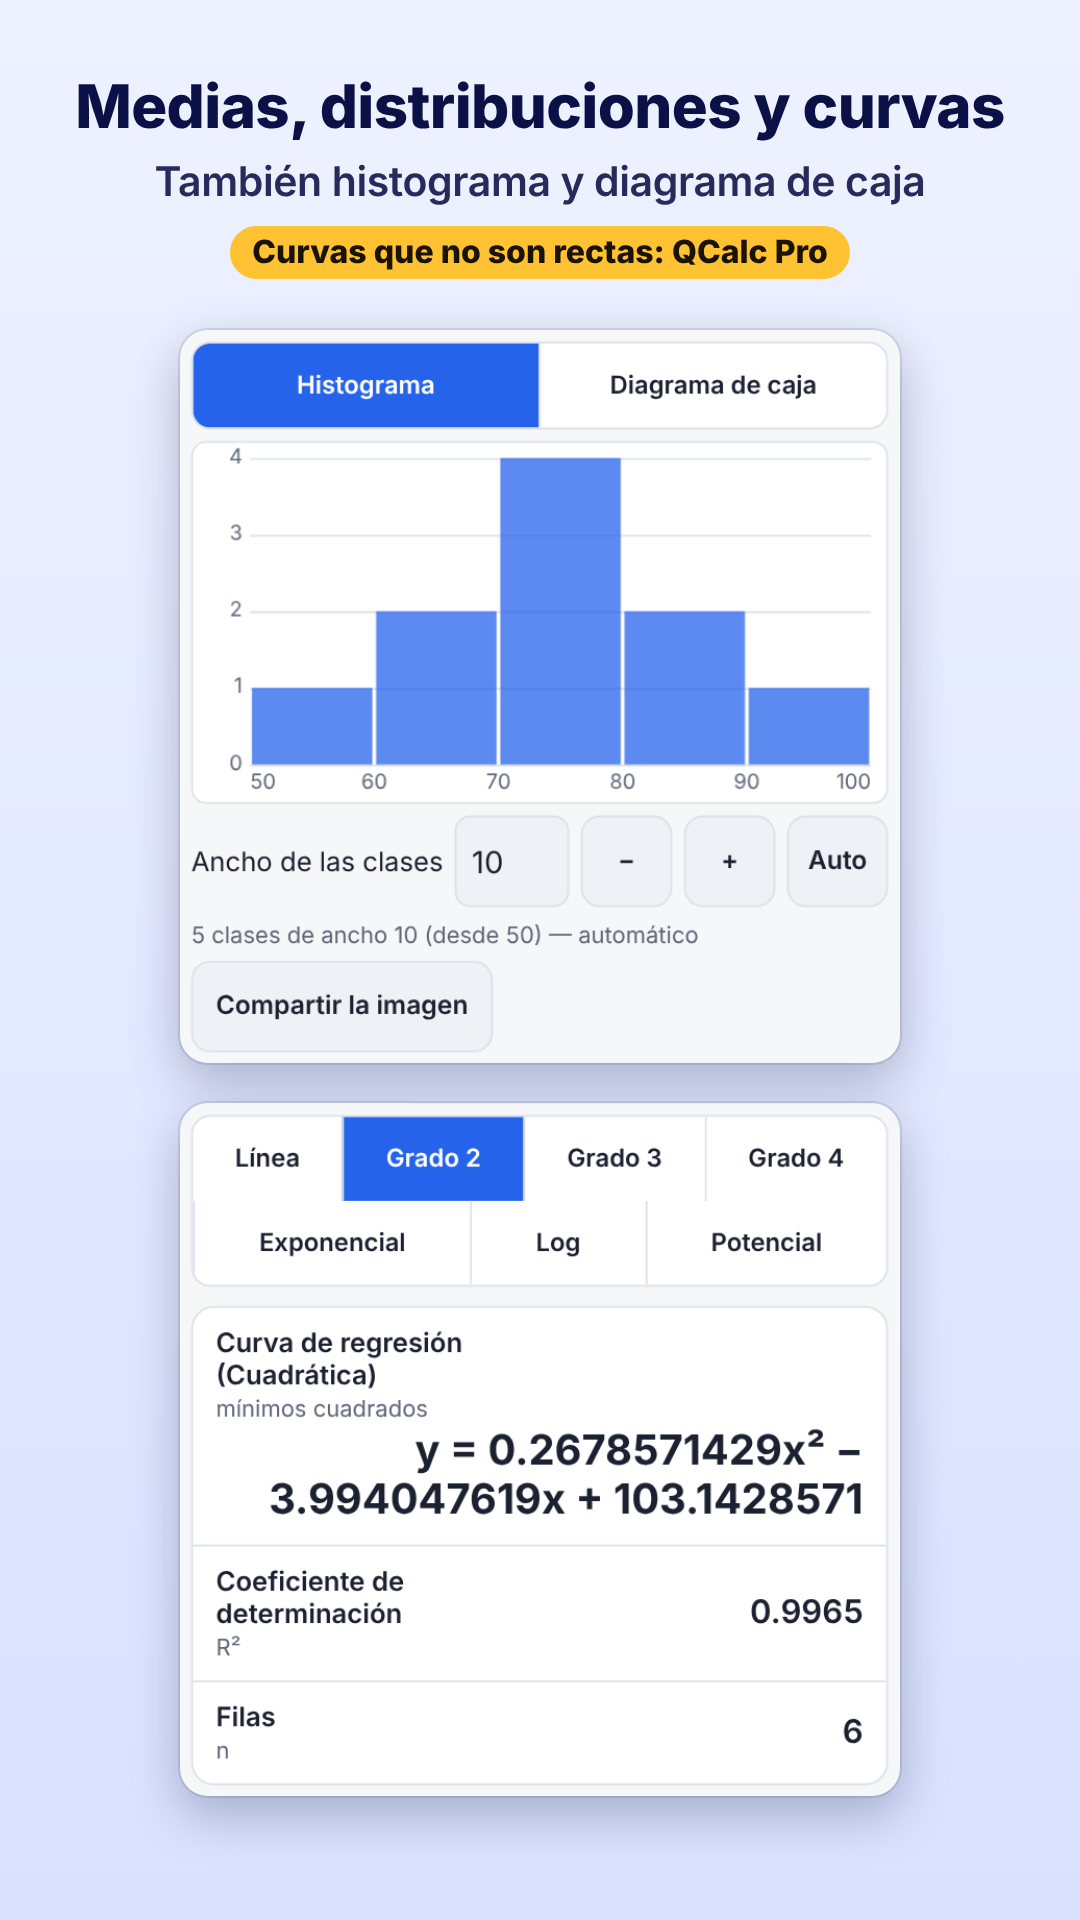 Medias, distribuciones y curvas
También histograma y diagrama de caja
Curvas que no son rectas: QCalc Pro
Histograma
Diagrama de caja
4
3
2
1
0
50 60 70 80 90 100
Ancho de las clases 10 − + Auto
5 clases de ancho 10 (desde 50) — automático
Compartir la imagen
Línea Grado 2 Grado 3 Grado 4
Exponencial Log Potencial
Curva de regresión
(Cuadrática)
mínimos cuadrados
y = 0.2678571429x² −
3.994047619x + 103.1428571
Coeficiente de
determinación
R²
0.9965
Filas
n
6